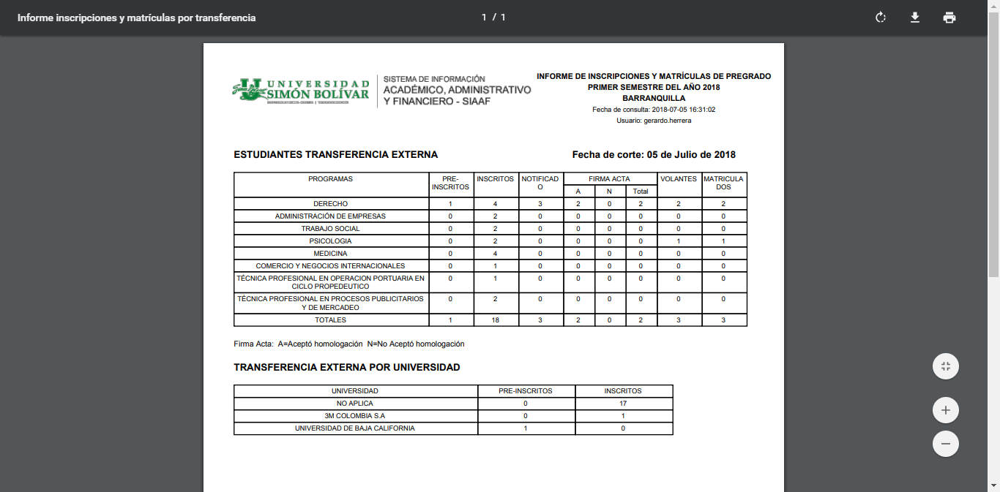 Informe inscripciones y matrículas por transferencia
1 / 1
UNIVERSIDAD
SIMÓN BOLÍVAR
SISTEMA DE INFORMACIÓN
ACADÉMICO, ADMINISTRATIVO
Y FINANCIERO - SIAAF
INFORME DE INSCRIPCIONES Y MATRÍCULAS DE PREGRADO
PRIMER SEMESTRE DEL AÑO 2018
BARRANQUILLA
Fecha de consulta: 2018-07-05 16:31:02
Usuario: gerardo.herrera
ESTUDIANTES TRANSFERENCIA EXTERNA Fecha de corte: 05 de Julio de 2018
PROGRAMAS PRE- INSCRITOS NOTIFICAD FIRMA ACTA VOLANTES MATRICULA
INSCRITOS O DOS
A N Total
DERECHO 1 4 3 2 0 2 2 2
ADMINISTRACIÓN DE EMPRESAS 0 2 0 0 0 0 0 0
TRABAJO SOCIAL 0 2 0 0 0 0 0 0
PSICOLOGIA 0 2 0 0 0 0 1 1
MEDICINA 0 4 0 0 0 0 0 0
COMERCIO Y NEGOCIOS INTERNACIONALES 0 1 0 0 0 0 0 0
TÉCNICA PROFESIONAL EN OPERACION PORTUARIA EN 0 1 0 0 0 0 0 0
CICLO PROPEDEUTICO
TÉCNICA PROFESIONAL EN PROCESOS PUBLICITARIOS 0 2 0 0 0 0 0 0
Y DE MERCADEO
TOTALES 1 18 3 2 0 2 3 3
Firma Acta: A=Aceptó homologación N=No Aceptó homologación
TRANSFERENCIA EXTERNA POR UNIVERSIDAD
UNIVERSIDAD PRE-INSCRITOS INSCRITOS
NO APLICA 0 17
3M COLOMBIA S.A 0 1
UNIVERSIDAD DE BAJA CALIFORNIA 1 0